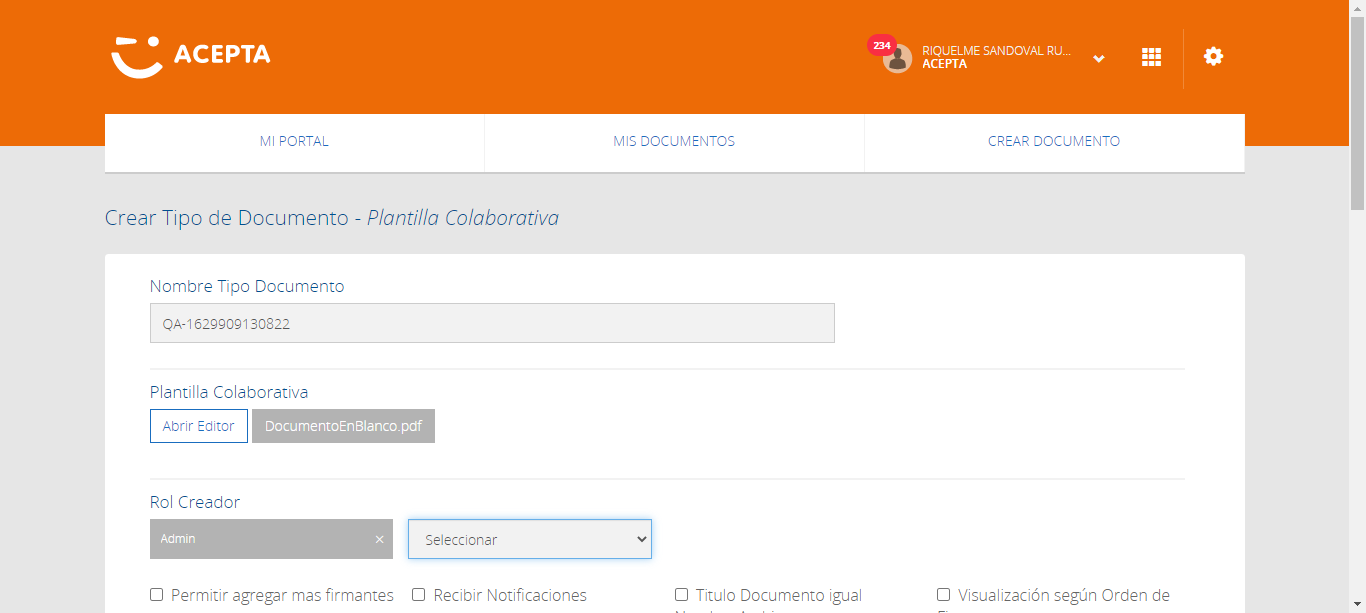 ACEPTA
234
RIQUELME SANDOVAL RU...
ACEPTA
MI PORTAL
MIS DOCUMENTOS
CREAR DOCUMENTO
Crear Tipo de Documento - Plantilla Colaborativa
Nombre Tipo Documento
QA-1629909130822
Plantilla Colaborativa
Abrir Editor
DocumentoEnBlanco.pdf
Rol Creador
Admin ×
Seleccionar
Permitir agregar mas firmantes
Recibir Notificaciones
Titulo Documento igual
Visualización según Orden de